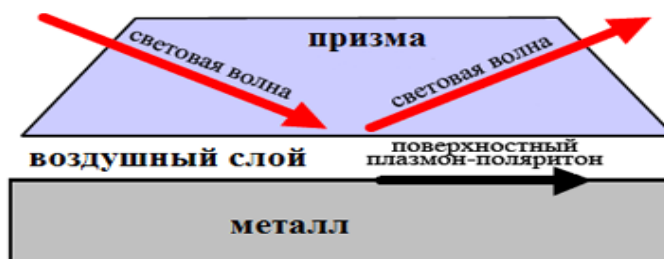 призма
световая волна
световая волна
воздушный слой
поверхностный
плазмон-поляритон
металл